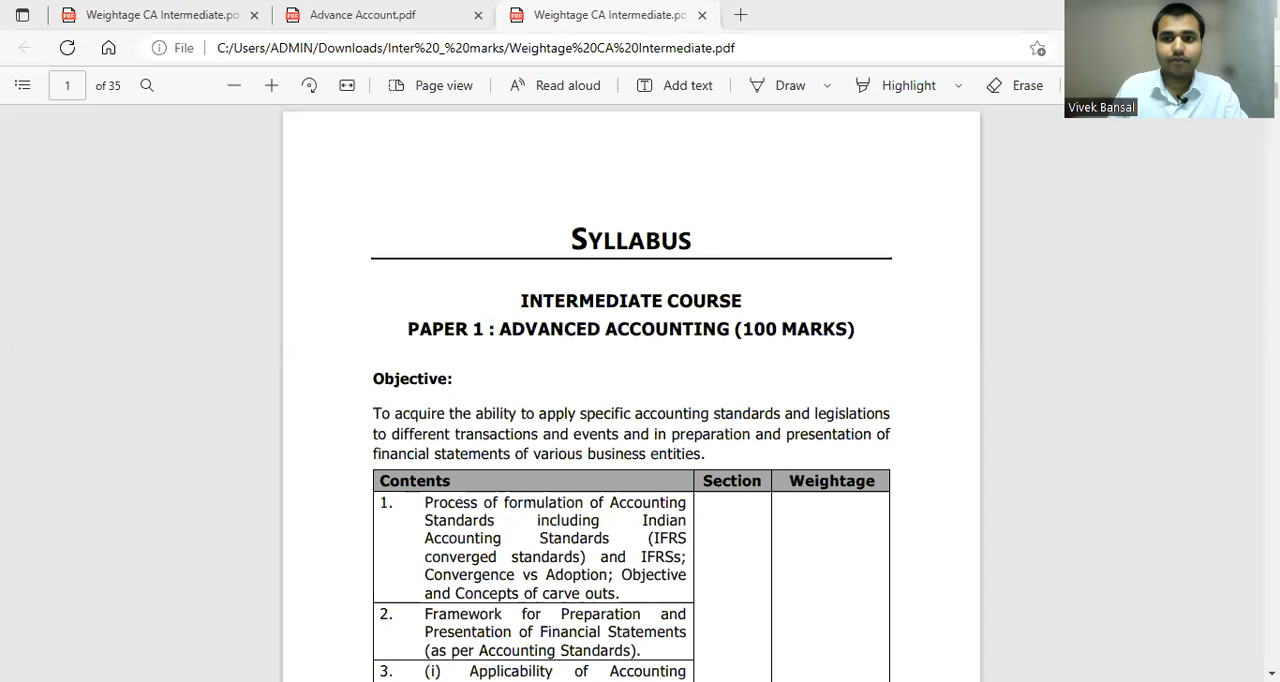 Weightage CA Intermediate.pd
Advance Account.pdf
Weightage CA Intermediate.pd
File
C:/Users/ADMIN/Downloads/Inter%20_%20marks/Weightage%20CA%20Intermediate.pdf
1 of 35
Page view
Read aloud
Add text
Draw
Highlight
Erase
Vivek Bansal
SYLLABUS
INTERMEDIATE COURSE
PAPER 1 : ADVANCED ACCOUNTING (100 MARKS)
Objective:
To acquire the ability to apply specific accounting standards and legislations
to different transactions and events and in preparation and presentation of
financial statements of various business entities.
Contents Section Weightage
1. Process of formulation of Accounting
Standards including Indian
Accounting Standards (IFRS
converged standards) and IFRSs;
Convergence vs Adoption; Objective
and Concepts of carve outs.
2. Framework for Preparation and
Presentation of Financial Statements
(as per Accounting Standards).
3. (i) Applicability of Accounting